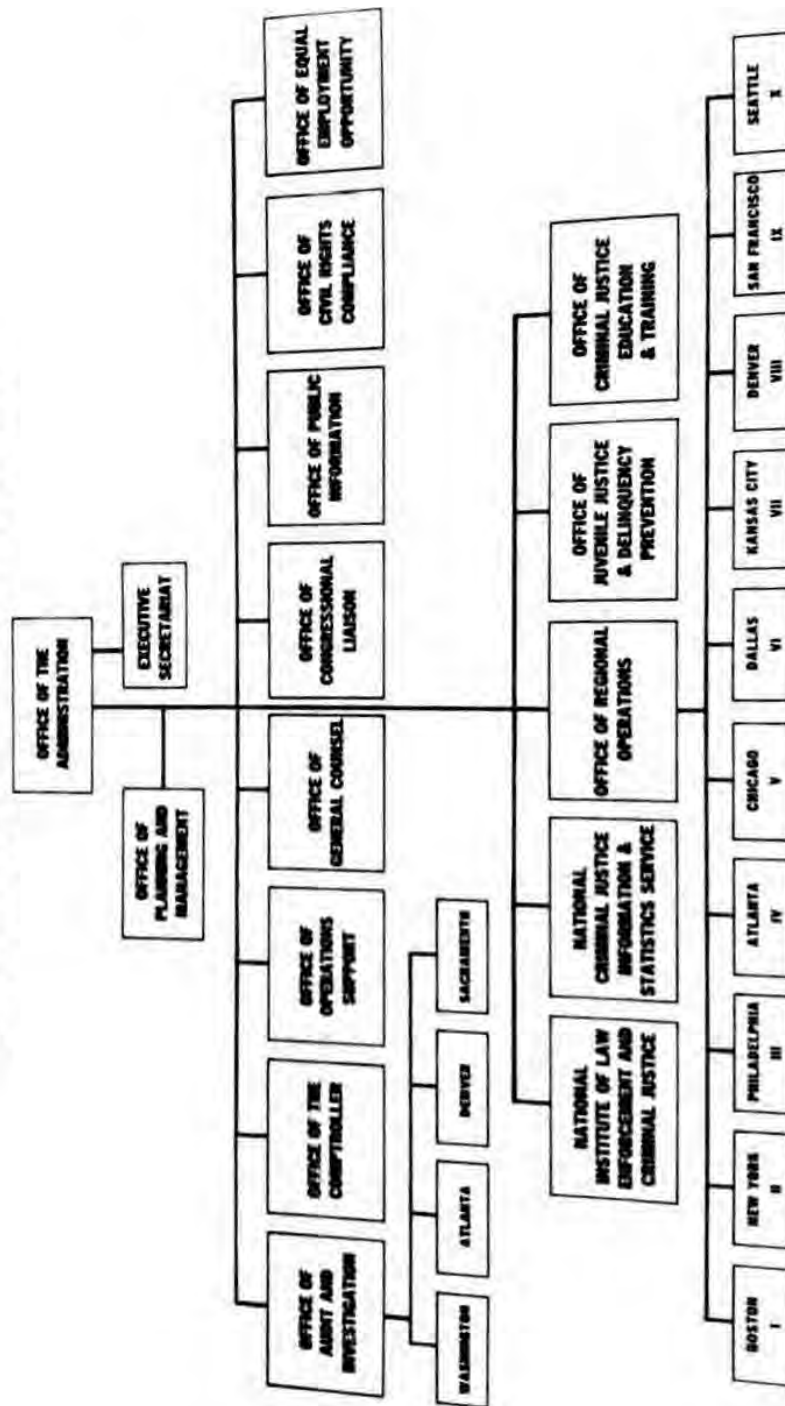 OFFICE OF THE
ADMINISTRATION
OFFICE OF
PLANNING AND
MANAGEMENT
EXECUTIVE
SECRETARIAT
OFFICE OF
AUDIT AND
INVESTIGATION
OFFICE OF THE
COMPTROLLER
OFFICE OF
OPERATIONS
SUPPORT
OFFICE OF
GENERAL COUNSEL
OFFICE OF
CONGRESSIONAL
LIAISON
OFFICE OF PUBLIC
INFORMATION
OFFICE OF
CIVIL RIGHTS
COMPLIANCE
OFFICE OF EQUAL
EMPLOYMENT
OPPORTUNITY
WASHINGTON
ATLANTA
DENVER
SACRAMENTO
NATIONAL
INSTITUTE OF LAW
ENFORCEMENT AND
CRIMINAL JUSTICE
NATIONAL
CRIMINAL JUSTICE
INFORMATION &
STATISTICS SERVICE
OFFICE OF REGIONAL
OPERATIONS
OFFICE OF
JUVENILE JUSTICE
& DELINQUENCY
PREVENTION
OFFICE OF
CRIMINAL JUSTICE
EDUCATION
& TRAINING
BOSTON
I
NEW YORK
II
PHILADELPHIA
III
ATLANTA
IV
CHICAGO
V
DALLAS
VI
KANSAS CITY
VII
DENVER
VIII
SAN FRANCISCO
IX
SEATTLE
X